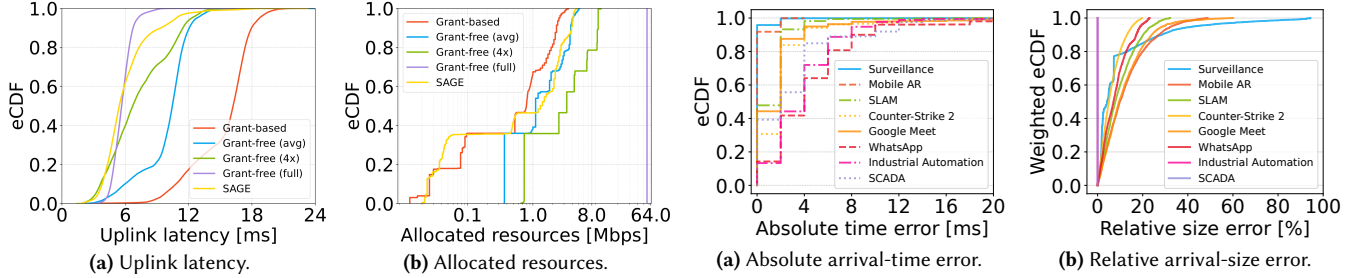 1.0
0.8
0.6
0.4
0.2
0.0
eCDF
0 6 12 18 24
Uplink latency [ms]
Grant-based
Grant-free (avg)
Grant-free (4x)
Grant-free (full)
SAGE
(a) Uplink latency.
1.0
0.8
0.6
0.4
0.2
0.0
eCDF
0.1 1.0 8.0 64.0
Allocated resources [Mbps]
Grant-based
Grant-free (avg)
Grant-free (4x)
Grant-free (full)
SAGE
(b) Allocated resources.
1.0
0.8
0.6
0.4
0.2
0.0
eCDF
0 4 8 12 16 20
Absolute time error [ms]
Surveillance
Mobile AR
SLAM
Counter-Strike 2
Google Meet
WhatsApp
Industrial Automation
SCADA
(a) Absolute arrival-time error.
1.0
0.8
0.6
0.4
0.2
0.0
Weighted eCDF
0 20 40 60 80 100
Relative size error [%]
Surveillance
Mobile AR
SLAM
Counter-Strike 2
Google Meet
WhatsApp
Industrial Automation
SCADA
(b) Relative arrival-size error.